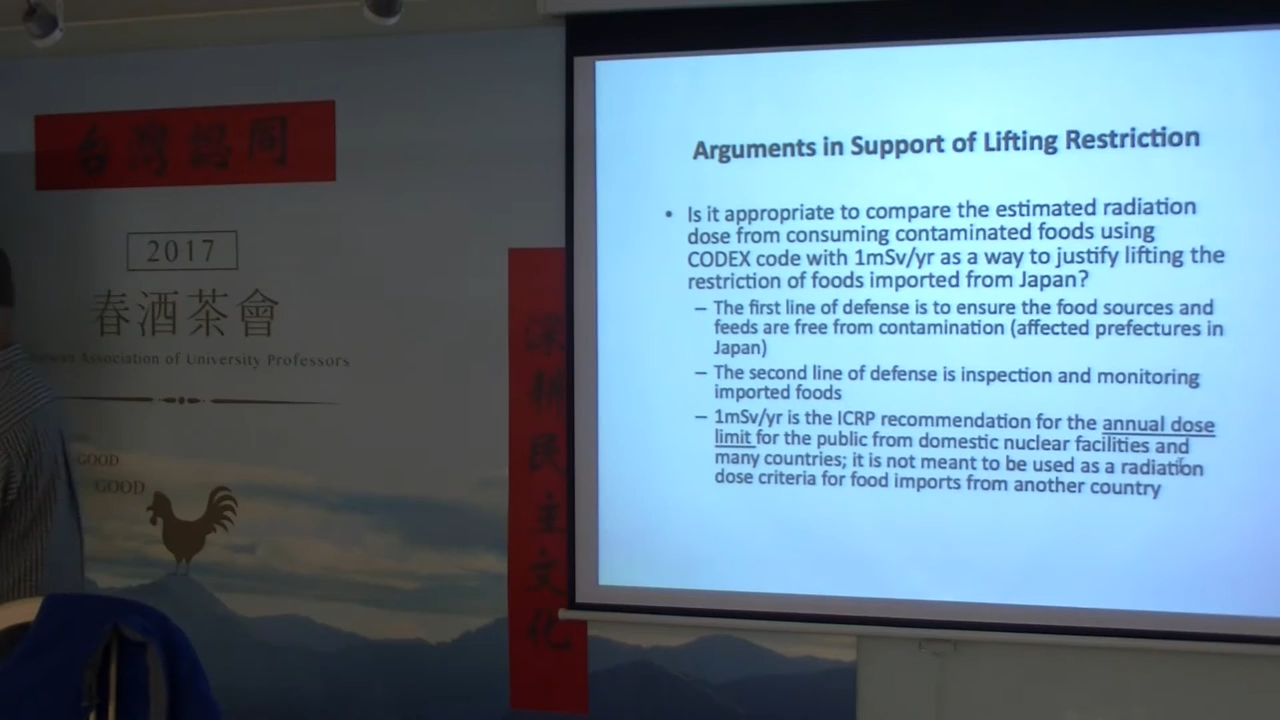 台灣認同
2017
春酒茶會
Association of University Professors
GOOD
GOOD
深耕民主文化
Arguments in Support of Lifting Restriction
• Is it appropriate to compare the estimated radiation
dose from consuming contaminated foods using
CODEX code with 1mSv/yr as a way to justify lifting the
restriction of foods imported from Japan?
– The first line of defense is to ensure the food sources and
feeds are free from contamination (affected prefectures in
Japan)
– The second line of defense is inspection and monitoring
imported foods
– 1mSv/yr is the ICRP recommendation for the annual dose
limit for the public from domestic nuclear facilities and
many countries; it is not meant to be used as a radiation
dose criteria for food imports from another country